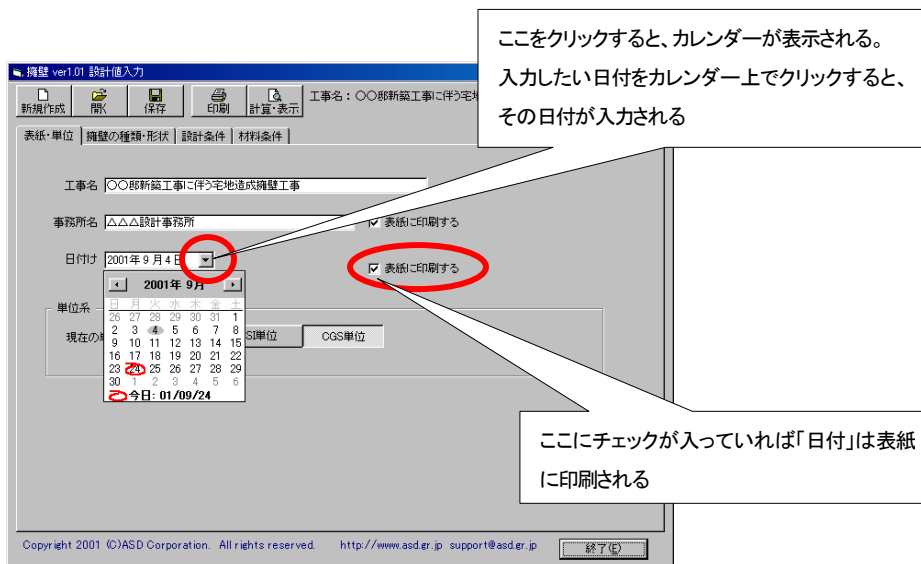 ここをクリックすると、カレンダーが表示される。
入力したい日付をカレンダー上でクリックすると、
その日付が入力される
擁壁 ver1.01 設計値入力
新規作成 開く 保存 印刷 計算・表示 工事名：〇〇邸新築工事に伴う宅地
表紙・単位 擁壁の種類・形状 設計条件 材料条件
工事名 〇〇邸新築工事に伴う宅地造成擁壁工事
事務所名 △△△設計事務所 表紙に印刷する
日付け 2001年 9月 4日 表紙に印刷する
2001年 9月
日 月 火 水 木 金 土
26 27 28 29 30 31 1
2 3 4 5 6 7 8
9 10 11 12 13 14 15
16 17 18 19 20 21 22
23 24 25 26 27 28 29
30 1 2 3 4 5 6
今日: 01/09/24
単位系
現在の SI単位 CGS単位
ここにチェックが入っていれば「日付」は表紙
に印刷される
Copyright 2001 (C)ASD Corporation. All rights reserved. http://www.asd.gr.jp support@asd.gr.jp 終了(E)